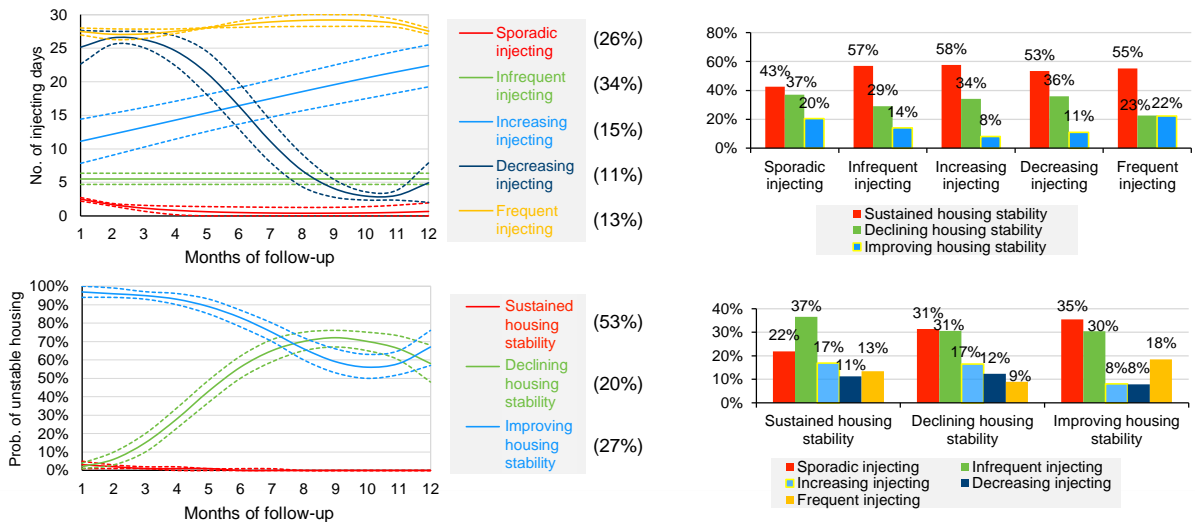 30
25
20
15
10
5
0
No. of injecting days
1 2 3 4 5 6 7 8 9 10 11 12
Months of follow-up
Sporadic
injecting
(26%)
Infrequent
injecting
(34%)
Increasing
injecting
(15%)
Decreasing
injecting
(11%)
Frequent
injecting
(13%)
80%
60%
40%
20%
0%
43% 37% 20%
57% 29% 14%
58% 34% 8%
53% 36% 11%
55% 23% 22%
Sporadic injecting
Infrequent injecting
Increasing injecting
Decreasing injecting
Frequent injecting
Sustained housing stability
Declining housing stability
Improving housing stability
100%
90%
80%
70%
60%
50%
40%
30%
20%
10%
0%
Prob. of unstable housing
1 2 3 4 5 6 7 8 9 10 11 12
Months of follow-up
Sustained
housing
stability
(53%)
Declining
housing
stability
(20%)
Improving
housing
stability
(27%)
40%
30%
20%
10%
0%
22% 37% 17% 11% 13%
31% 31% 17% 12% 9%
35% 30% 8% 8% 18%
Sustained housing
stability
Declining housing
stability
Improving housing
stability
Sporadic injecting
Infrequent injecting
Increasing injecting
Decreasing injecting
Frequent injecting